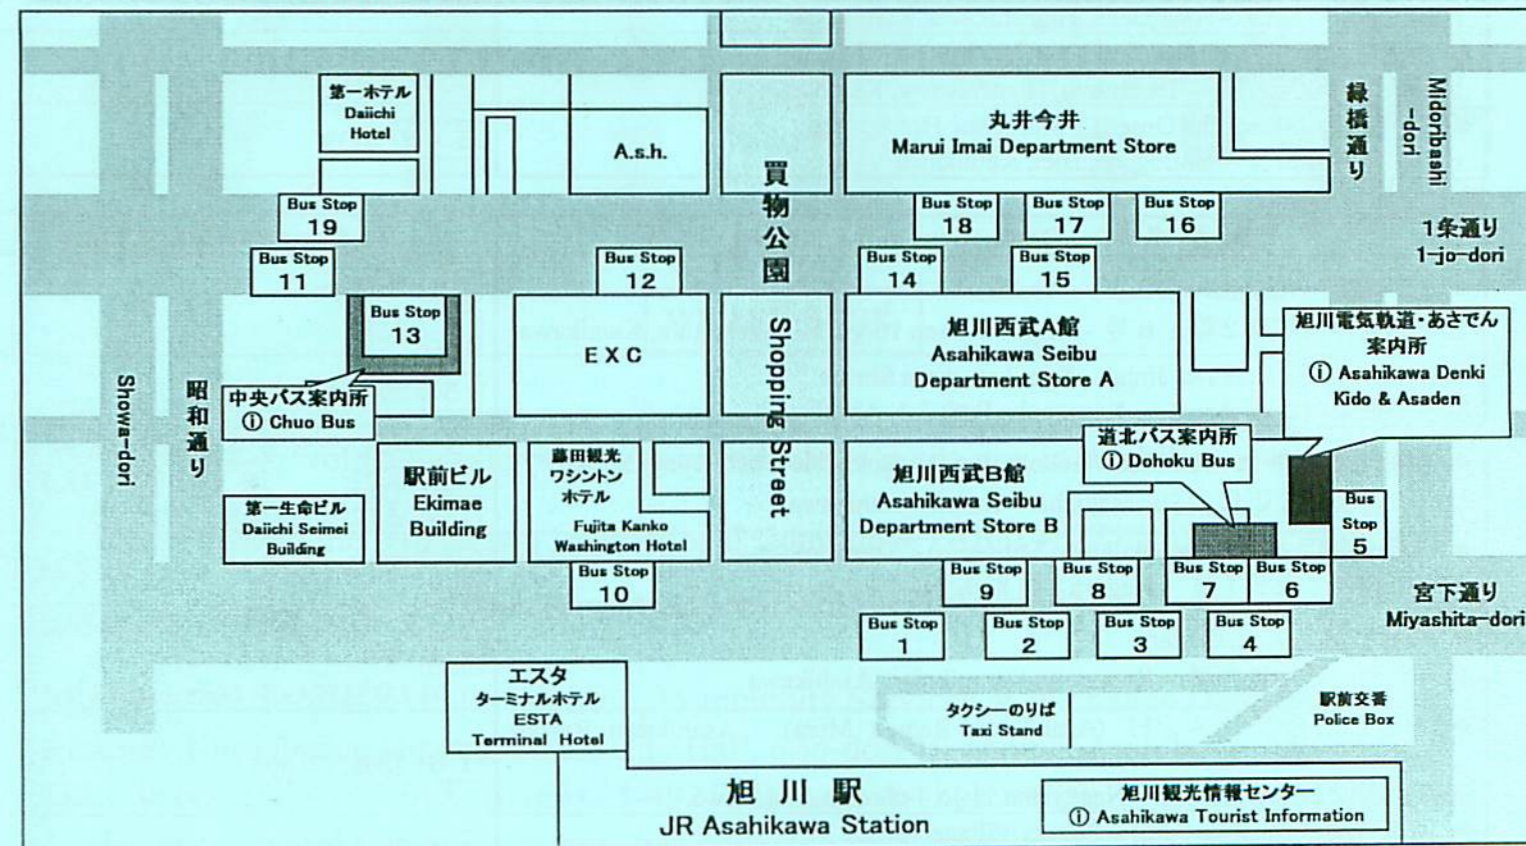 第一ホテル
Daiichi
Hotel
A.s.h.
丸井今井
Marui Imai Department Store
緑橋通り
Midoribashi
-dori
買物公園
Shopping Street
Bus Stop
19
Bus Stop
18
Bus Stop
17
Bus Stop
16
1条通り
1-jo-dori
Bus Stop
11
Bus Stop
12
Bus Stop
14
Bus Stop
15
Bus Stop
13
EXC
旭川西武A館
Asahikawa Seibu
Department Store A
旭川電気軌道・あさでん
案内所
ⓘ Asahikawa Denki
Kido & Asaden
Showa-dori
昭和通り
中央バス案内所
ⓘ Chuo Bus
道北バス案内所
ⓘ Dohoku Bus
第一生命ビル
Daiichi Seimei
Building
駅前ビル
Ekimae
Building
藤田観光
ワシントン
ホテル
Fujita Kanko
Washington Hotel
旭川西武B館
Asahikawa Seibu
Department Store B
Bus
Stop
5
Bus Stop
10
Bus Stop
9
Bus Stop
8
Bus Stop
7
Bus Stop
6
宮下通り
Miyashita-dori
Bus Stop
1
Bus Stop
2
Bus Stop
3
Bus Stop
4
エスタ
ターミナルホテル
ESTA
Terminal Hotel
タクシーのりば
Taxi Stand
駅前交番
Police Box
旭川駅
JR Asahikawa Station
旭川観光情報センター
ⓘ Asahikawa Tourist Information